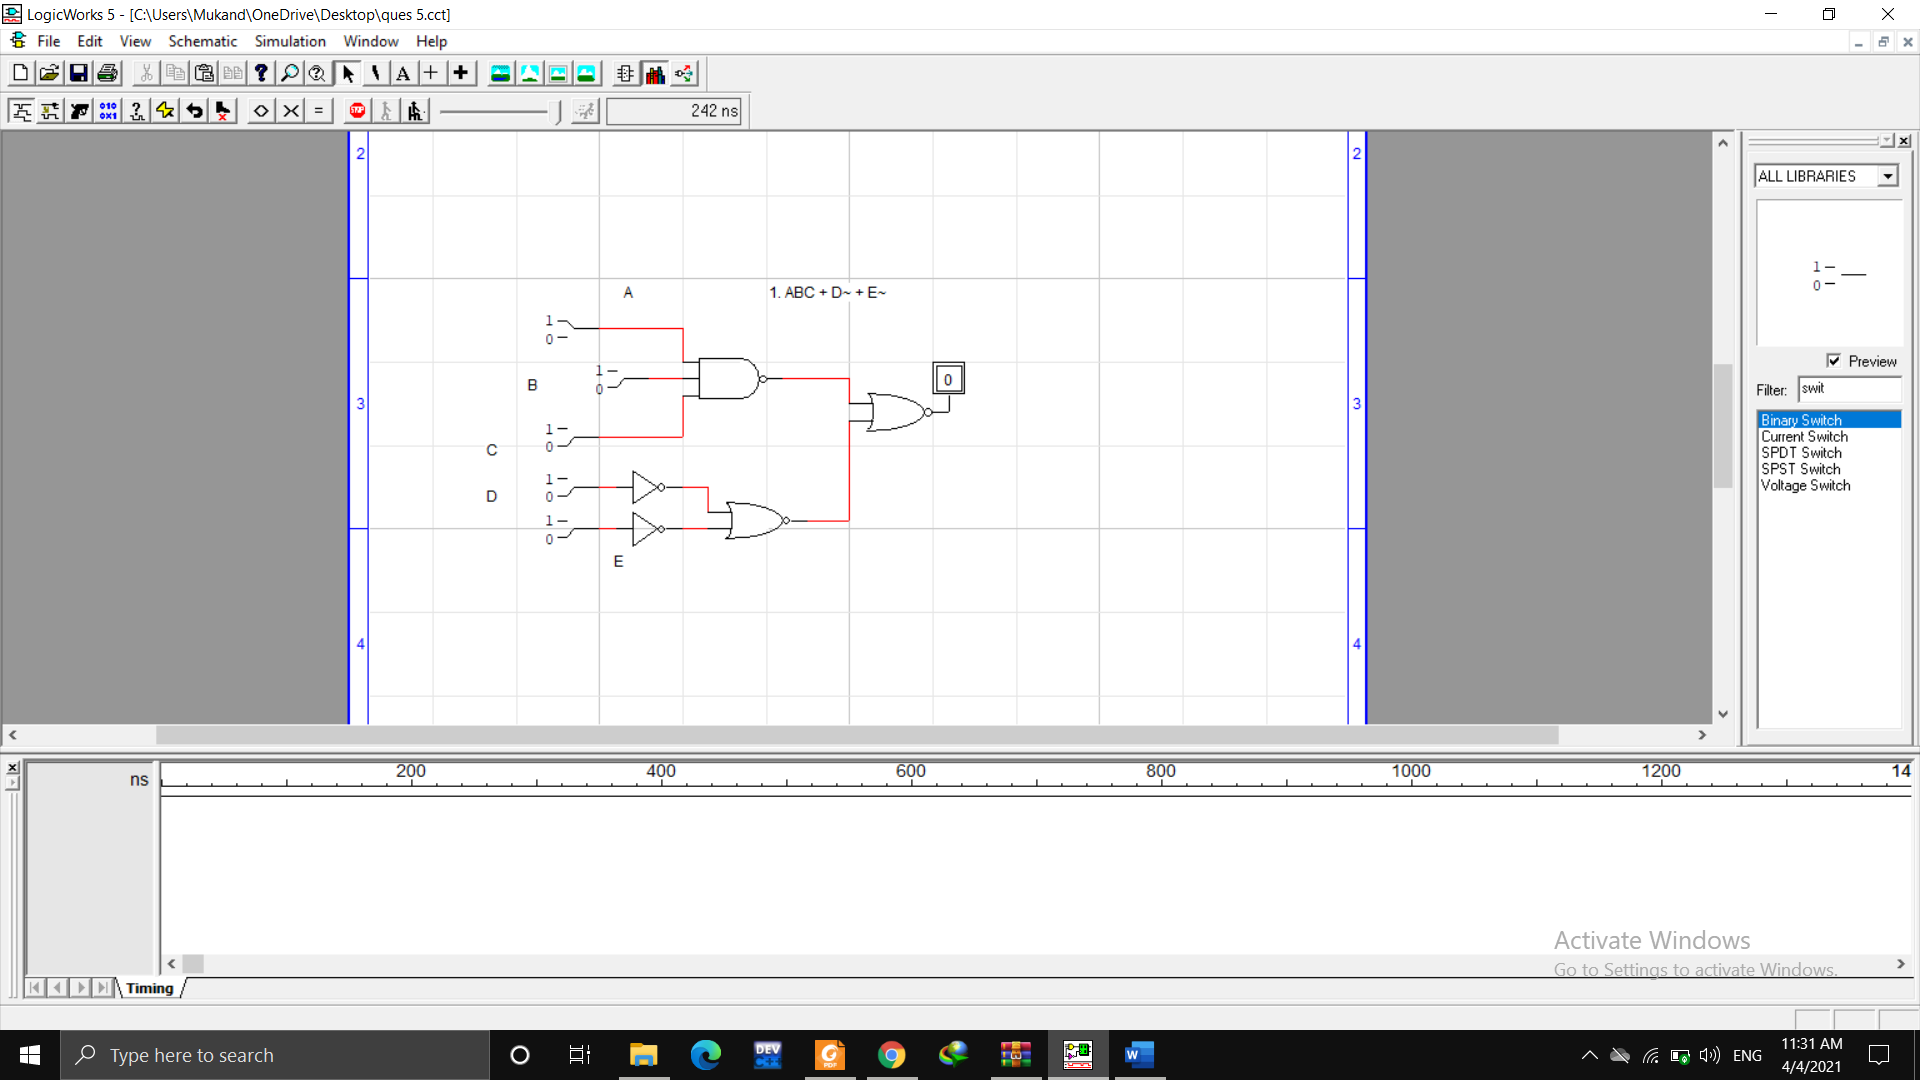 LogicWorks 5 - [C:\Users\Mukand\OneDrive\Desktop\ques 5.cct]
File Edit View Schematic Simulation Window Help
242 ns
2 2
ALL LIBRARIES
1
0
Preview
Filter: swit
Binary Switch
Current Switch
SPDT Switch
SPST Switch
Voltage Switch
A 1. ABC + D~ + E~
1
0
1
B 0
0
3 3
1
C 0
1
D 0
1
0
E
4 4
ns 200 400 600 800 1000 1200 14
Timing
Activate Windows
Go to Settings to activate Windows.
Type here to search
DEV C++
PDF
W
ENG
11:31 AM
4/4/2021